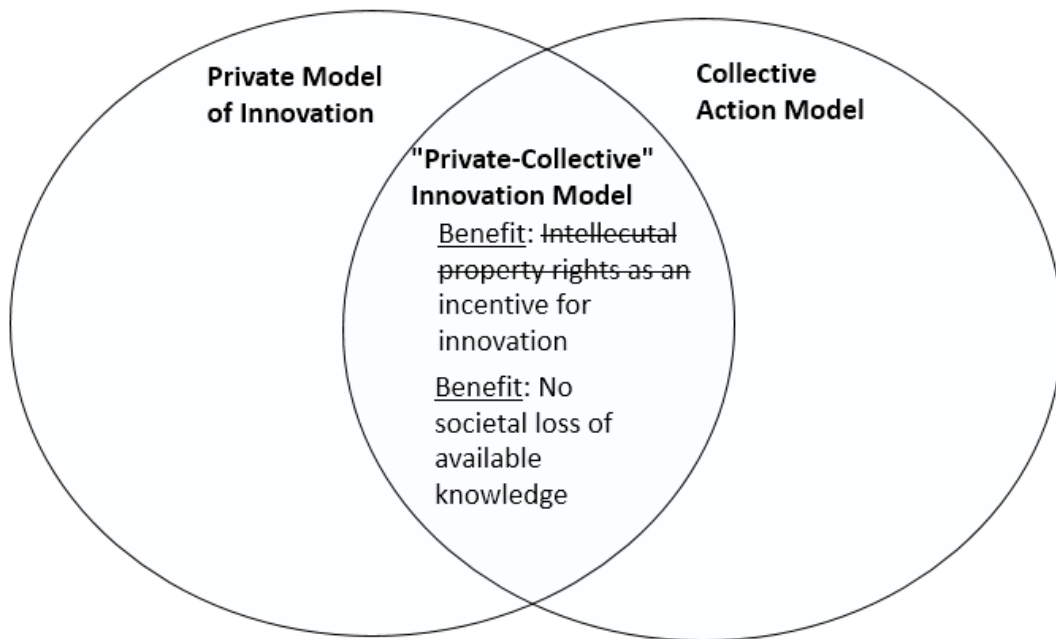 Private Model
of Innovation
Collective
Action Model
"Private-Collective"
Innovation Model
Benefit: Intellecutal
property rights as an
incentive for
innovation
Benefit: No
societal loss of
available
knowledge